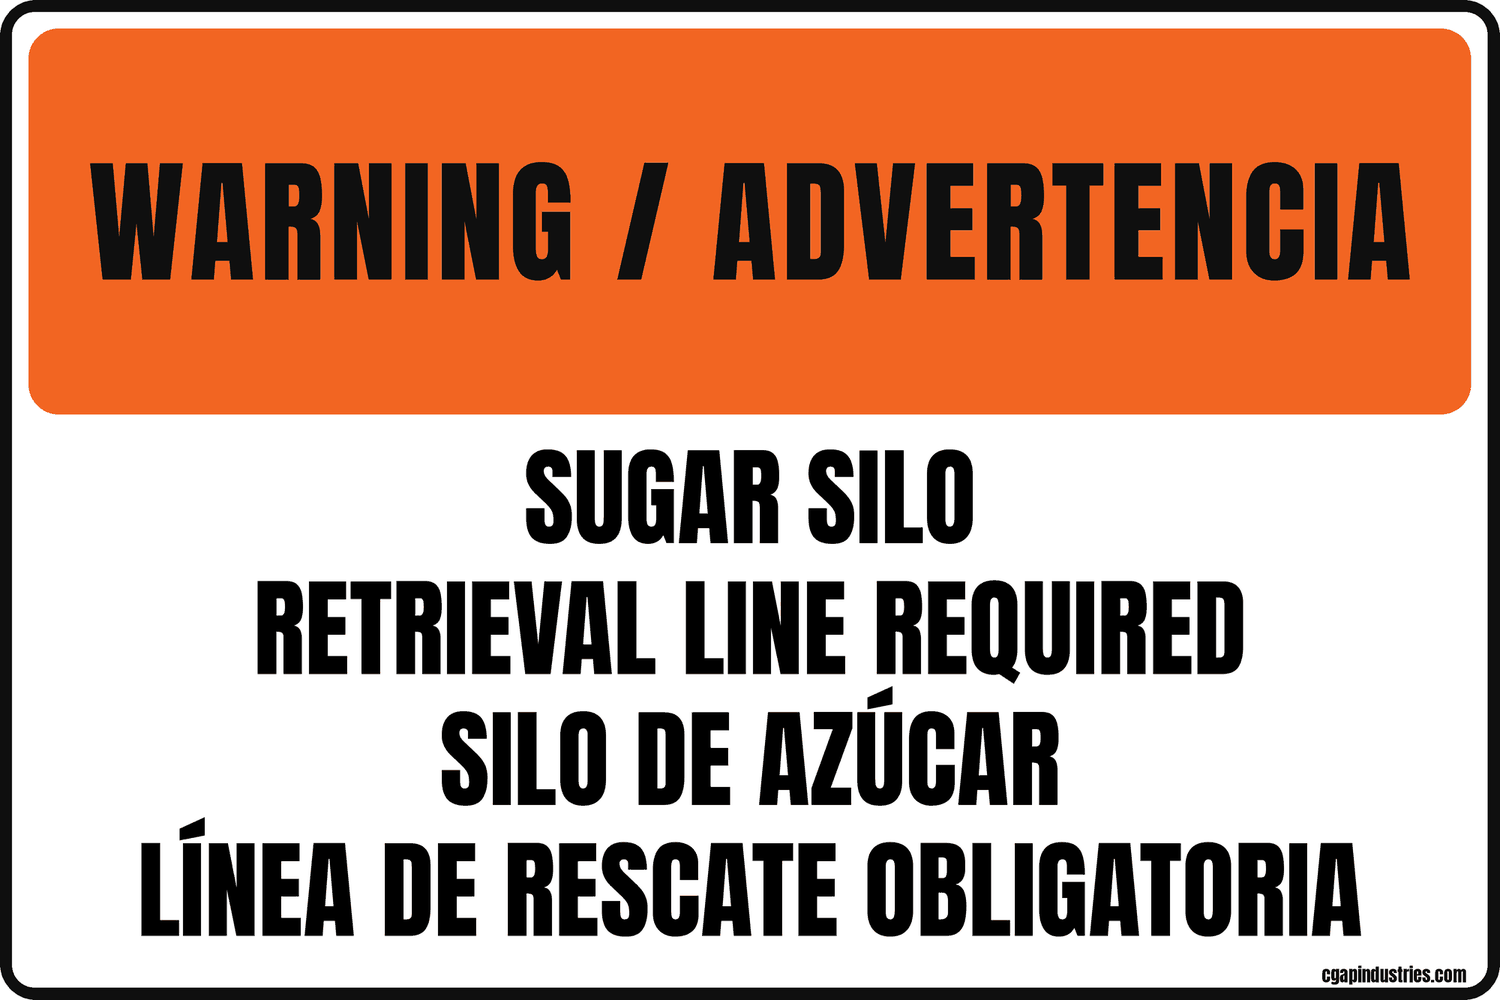 WARNING / ADVERTENCIA
SUGAR SILO
RETRIEVAL LINE REQUIRED
SILO DE AZÚCAR
LÍNEA DE RESCATE OBLIGATORIA
cgapindustries.com